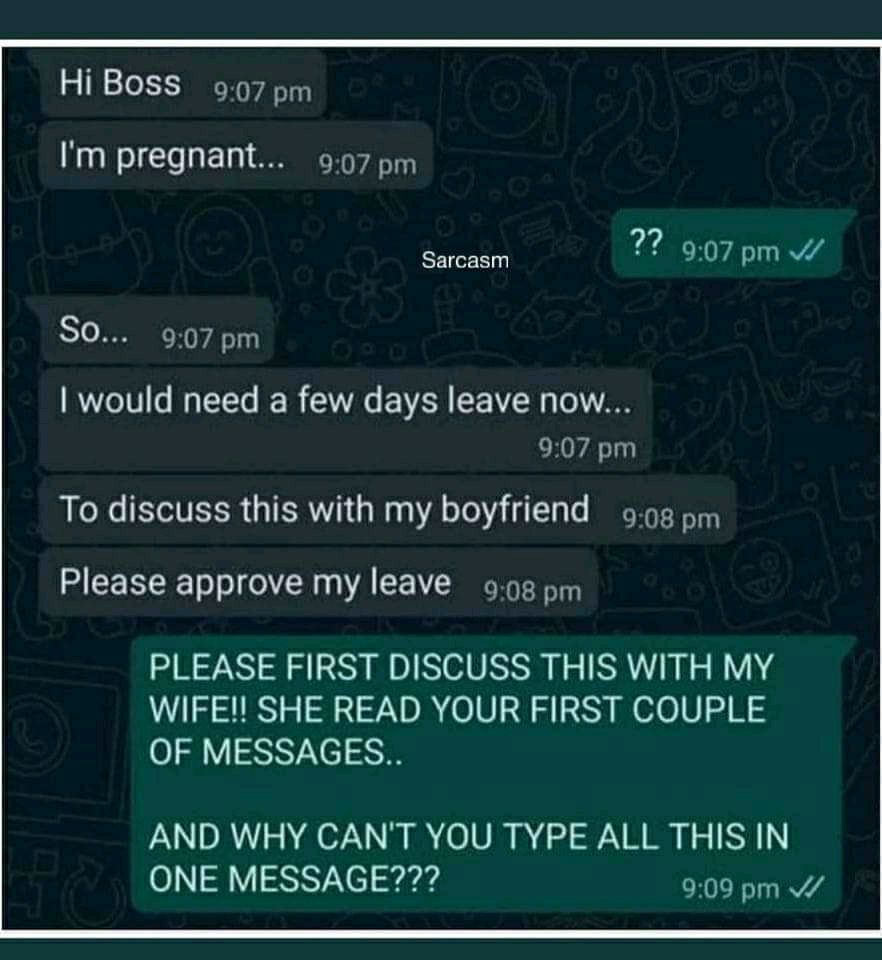 Hi Boss 9:07 pm
I'm pregnant... 9:07 pm
?? 9:07 pm
Sarcasm
So... 9:07 pm
I would need a few days leave now...
9:07 pm
To discuss this with my boyfriend 9:08 pm
Please approve my leave 9:08 pm
PLEASE FIRST DISCUSS THIS WITH MY
WIFE!! SHE READ YOUR FIRST COUPLE
OF MESSAGES..
AND WHY CAN'T YOU TYPE ALL THIS IN
ONE MESSAGE??? 9:09 pm